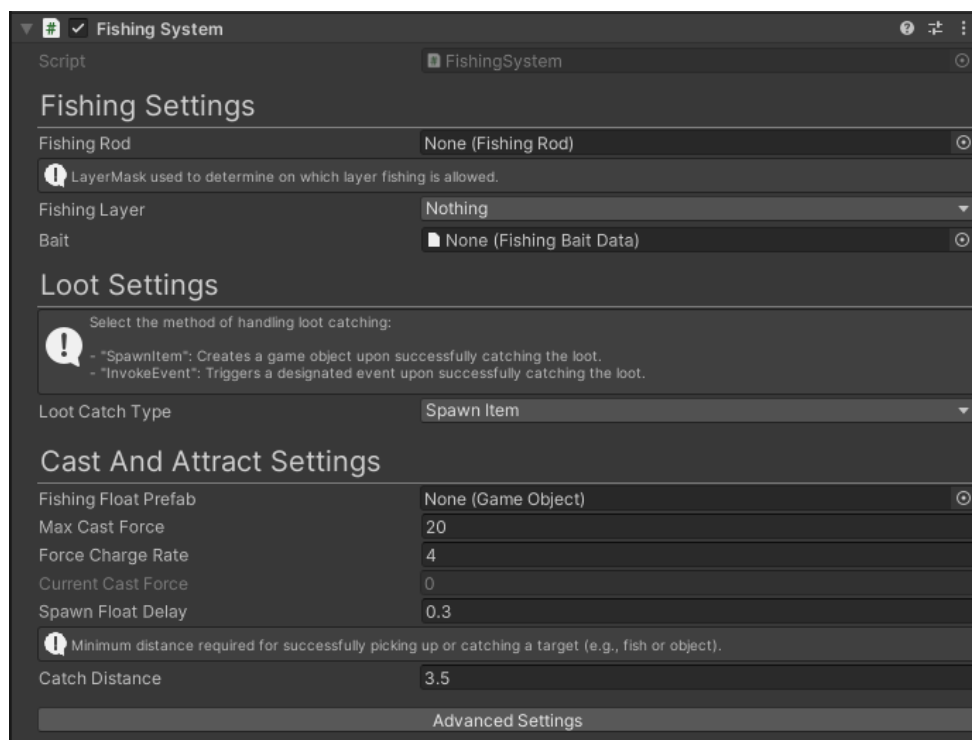 Fishing System
Script FishingSystem
Fishing Settings
Fishing Rod None (Fishing Rod)
LayerMask used to determine on which layer fishing is allowed.
Fishing Layer Nothing
Bait None (Fishing Bait Data)
Loot Settings
Select the method of handling loot catching:
- "SpawnItem": Creates a game object upon successfully catching the loot.
- "InvokeEvent": Triggers a designated event upon successfully catching the loot.
Loot Catch Type Spawn Item
Cast And Attract Settings
Fishing Float Prefab None (Game Object)
Max Cast Force 20
Force Charge Rate 4
Current Cast Force 0
Spawn Float Delay 0.3
Minimum distance required for successfully picking up or catching a target (e.g., fish or object).
Catch Distance 3.5
Advanced Settings